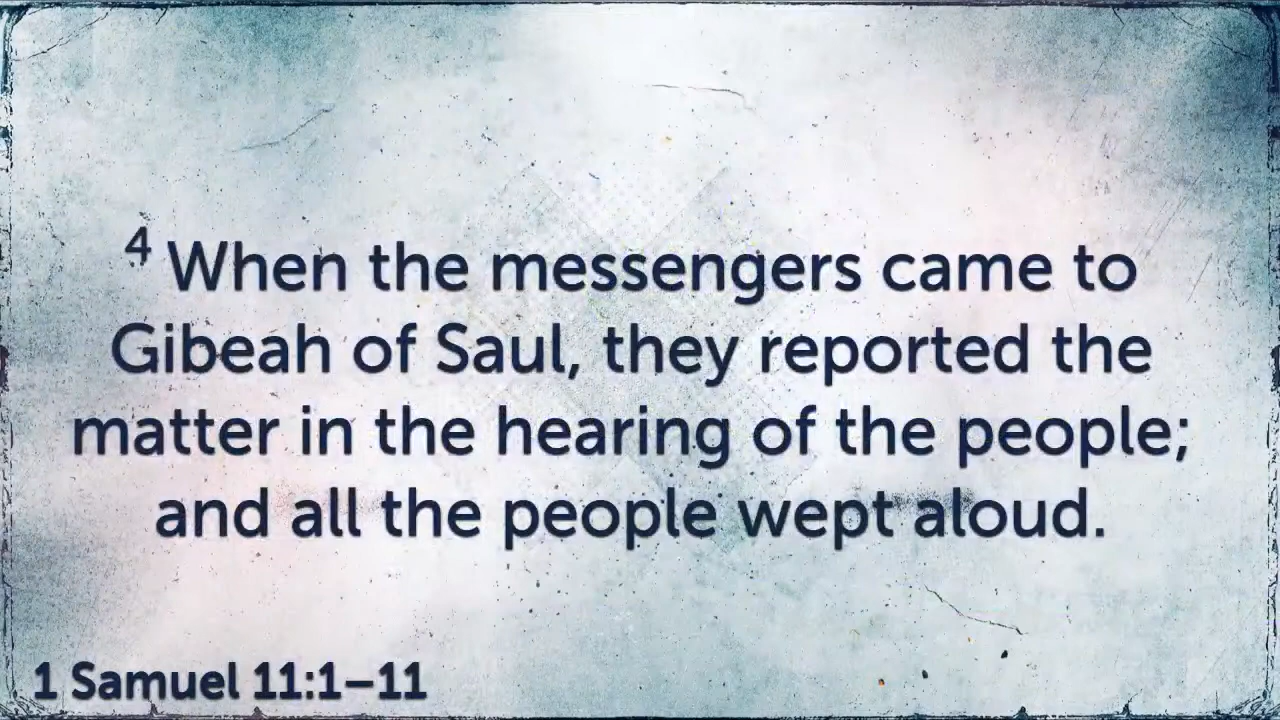 4 When the messengers came to
Gibeah of Saul, they reported the
matter in the hearing of the people;
and all the people wept aloud.
1 Samuel 11:1–11